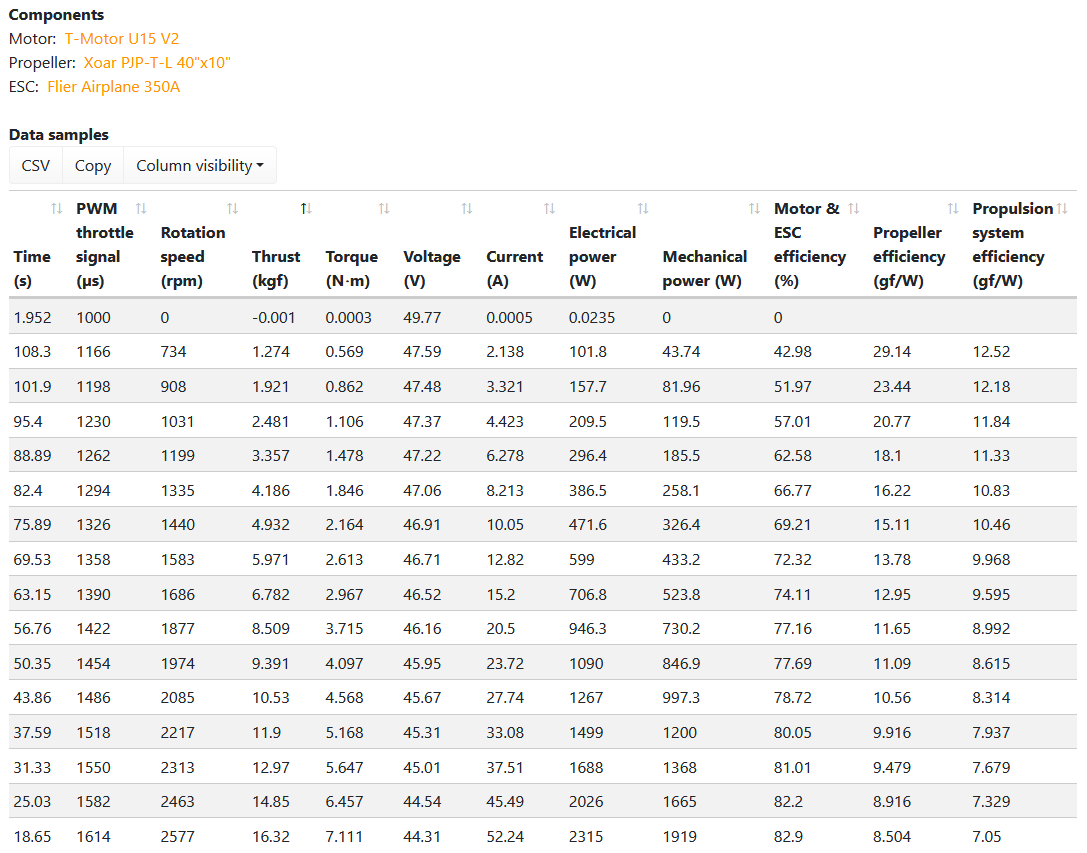 Components
Motor: T-Motor U15 V2
Propeller: Xoar PJP-T-L 40"x10"
ESC: Flier Airplane 350A
Data samples
CSV Copy Column visibility
Time (s) PWM throttle signal (µs) Rotation speed (rpm) Thrust (kgf) Torque (N·m) Voltage (V) Current (A) Electrical power (W) Mechanical power (W) Motor & ESC efficiency (%) Propeller efficiency (gf/W) Propulsion system efficiency (gf/W)
1.952 1000 0 -0.001 0.0003 49.77 0.0005 0.0235 0 0
108.3 1166 734 1.274 0.569 47.59 2.138 101.8 43.74 42.98 29.14 12.52
101.9 1198 908 1.921 0.862 47.48 3.321 157.7 81.96 51.97 23.44 12.18
95.4 1230 1031 2.481 1.106 47.37 4.423 209.5 119.5 57.01 20.77 11.84
88.89 1262 1199 3.357 1.478 47.22 6.278 296.4 185.5 62.58 18.1 11.33
82.4 1294 1335 4.186 1.846 47.06 8.213 386.5 258.1 66.77 16.22 10.83
75.89 1326 1440 4.932 2.164 46.91 10.05 471.6 326.4 69.21 15.11 10.46
69.53 1358 1583 5.971 2.613 46.71 12.82 599 433.2 72.32 13.78 9.968
63.15 1390 1686 6.782 2.967 46.52 15.2 706.8 523.8 74.11 12.95 9.595
56.76 1422 1877 8.509 3.715 46.16 20.5 946.3 730.2 77.16 11.65 8.992
50.35 1454 1974 9.391 4.097 45.95 23.72 1090 846.9 77.69 11.09 8.615
43.86 1486 2085 10.53 4.568 45.67 27.74 1267 997.3 78.72 10.56 8.314
37.59 1518 2217 11.9 5.168 45.31 33.08 1499 1200 80.05 9.916 7.937
31.33 1550 2313 12.97 5.647 45.01 37.51 1688 1368 81.01 9.479 7.679
25.03 1582 2463 14.85 6.457 44.54 45.49 2026 1665 82.2 8.916 7.329
18.65 1614 2577 16.32 7.111 44.31 52.24 2315 1919 82.9 8.504 7.05